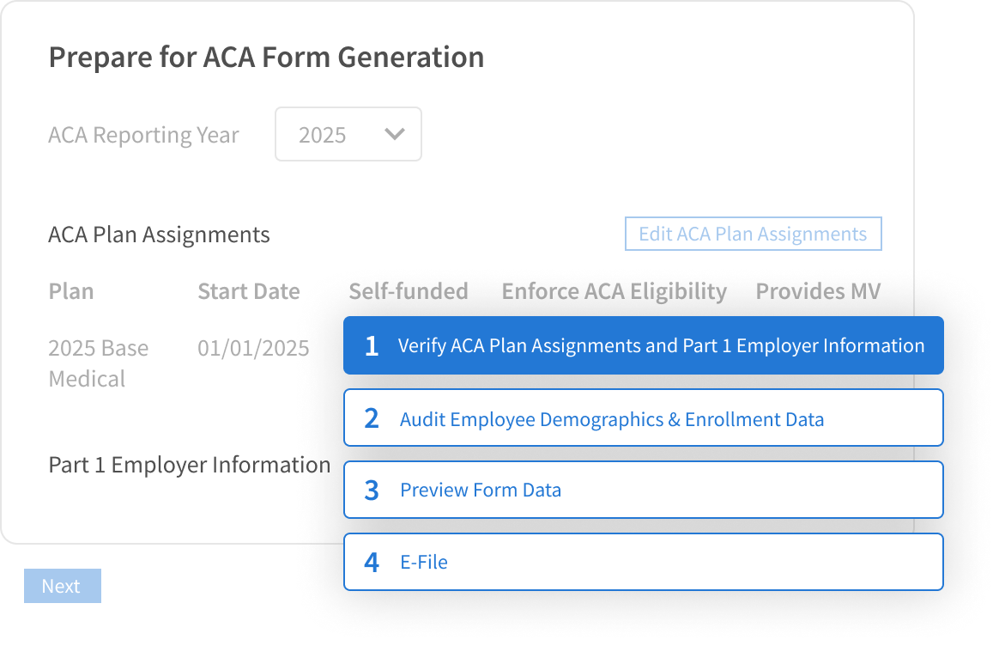 Prepare for ACA Form Generation
ACA Reporting Year 2025
ACA Plan Assignments Edit ACA Plan Assignments
Plan Start Date Self-funded Enforce ACA Eligibility Provides MV
2025 Base Medical 01/01/2025
1 Verify ACA Plan Assignments and Part 1 Employer Information
2 Audit Employee Demographics & Enrollment Data
Part 1 Employer Information
3 Preview Form Data
4 E-File
Next